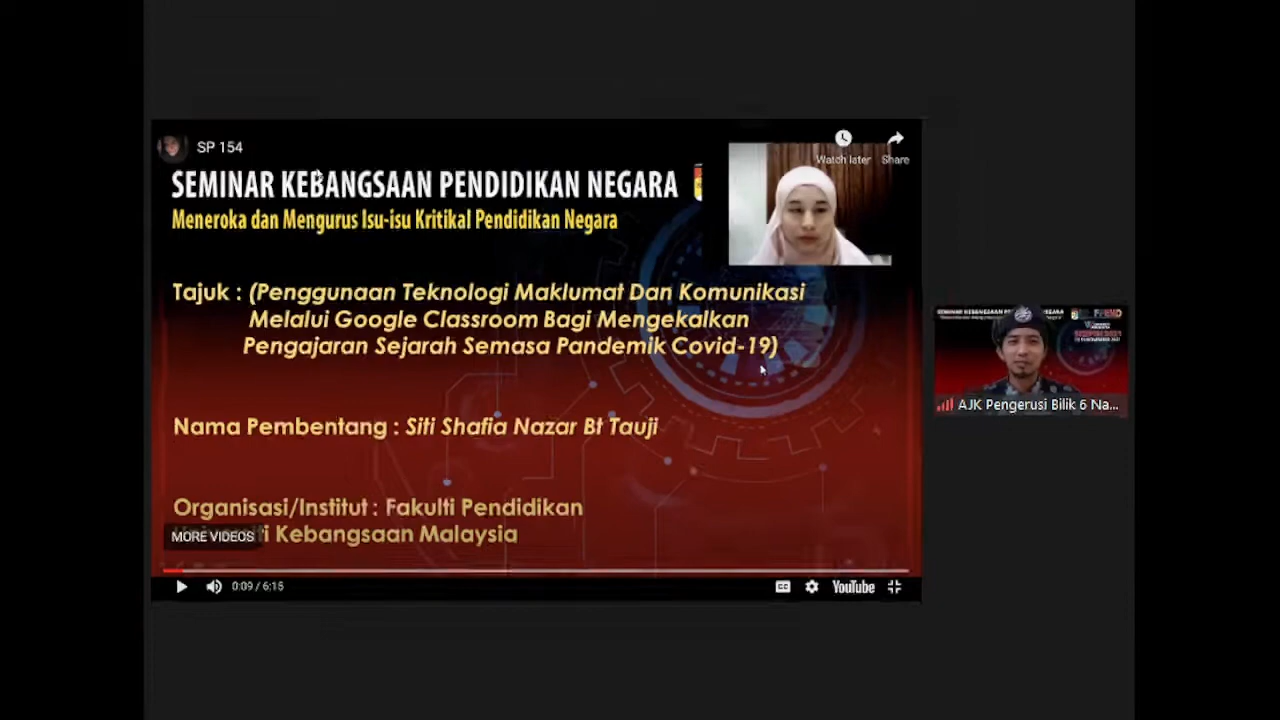 SP 154
Watch later
Share
SEMINAR KEBANGSAAN PENDIDIKAN NEGARA
Meneroka dan Mengurus Isu-isu Kritikal Pendidikan Negara
Tajuk : (Penggunaan Teknologi Maklumat Dan Komunikasi
Melalui Google Classroom Bagi Mengekalkan
Pengajaran Sejarah Semasa Pandemik Covid-19)
Nama Pembentang : Siti Shafia Nazar Bt Tauji
Organisasi/Institut : Fakulti Pendidikan
Kebangsaan Malaysia
MORE VIDEOS
0:09 / 6:15
CC
YouTube
SEMINAR KEBANGSAAN
AJK Pengerusi Bilik 6 Na...